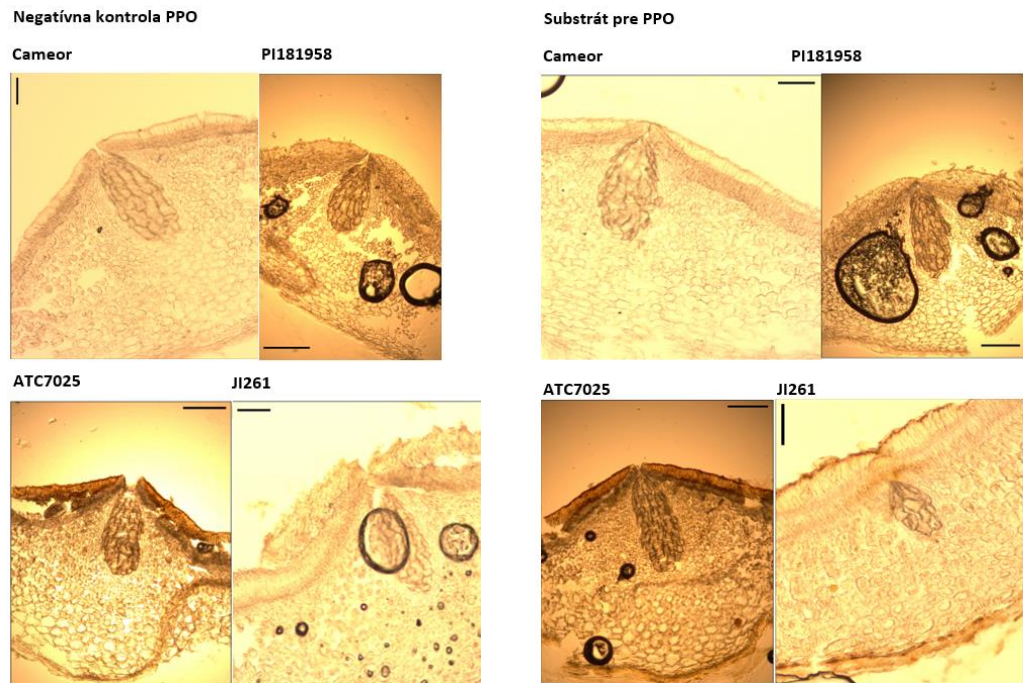 Negatívna kontrola PPO
Cameor
PI181958
ATC7025
JI261
Substrát pre PPO
Cameor
PI181958
ATC7025
JI261